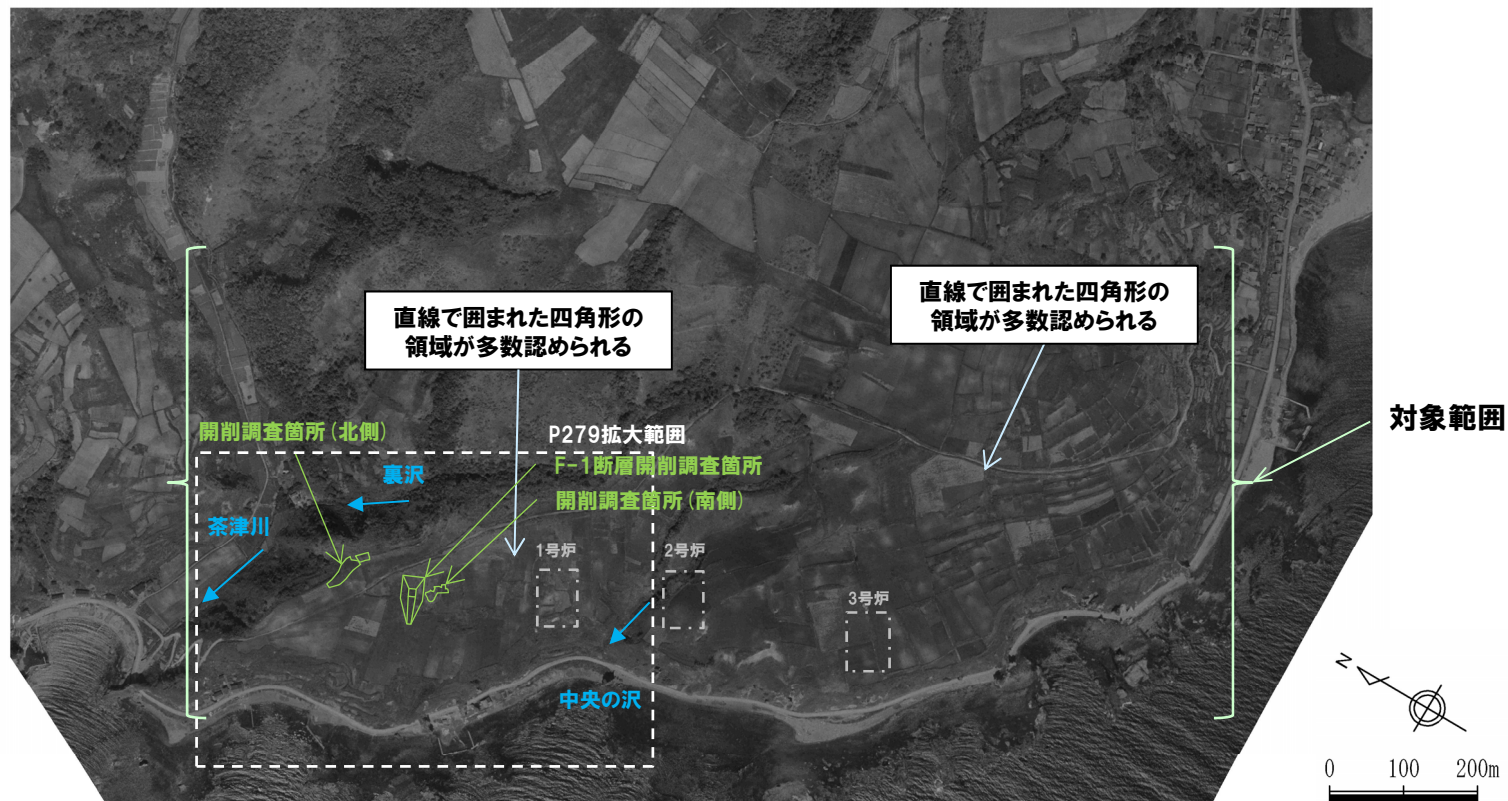 直線で囲まれた四角形の
領域が多数認められる
直線で囲まれた四角形の
領域が多数認められる
対象範囲
開削調査箇所(北側)
P279拡大範囲
F-1断層開削調査箇所
裏沢
開削調査箇所(南側)
茶津川
1号炉
2号炉
3号炉
中央の沢
N
0 100 200m